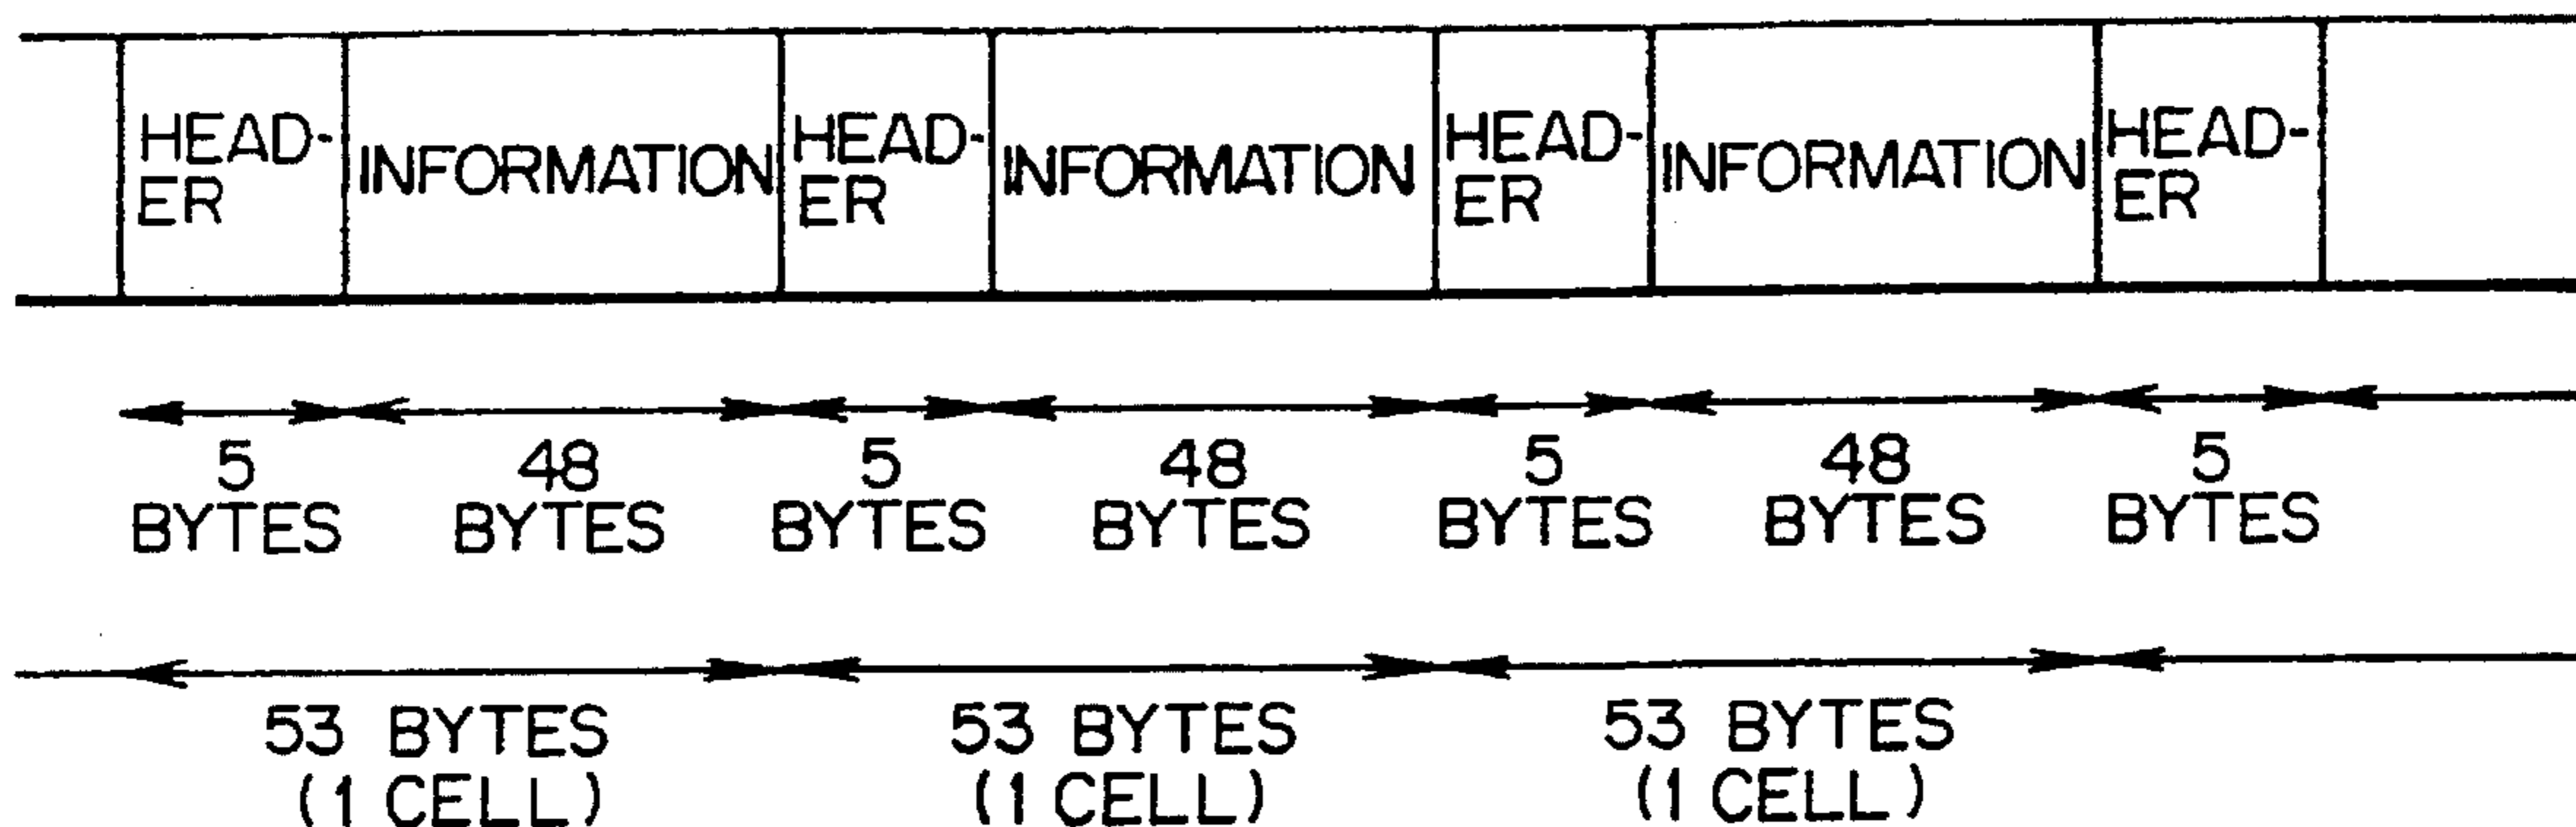 HEAD-
ER
INFORMATION
HEAD-
ER
INFORMATION
HEAD-
ER
INFORMATION
HEAD-
ER
5
BYTES
48
BYTES
5
BYTES
48
BYTES
5
BYTES
48
BYTES
5
BYTES
53 BYTES
(1 CELL)
53 BYTES
(1 CELL)
53 BYTES
(1 CELL)